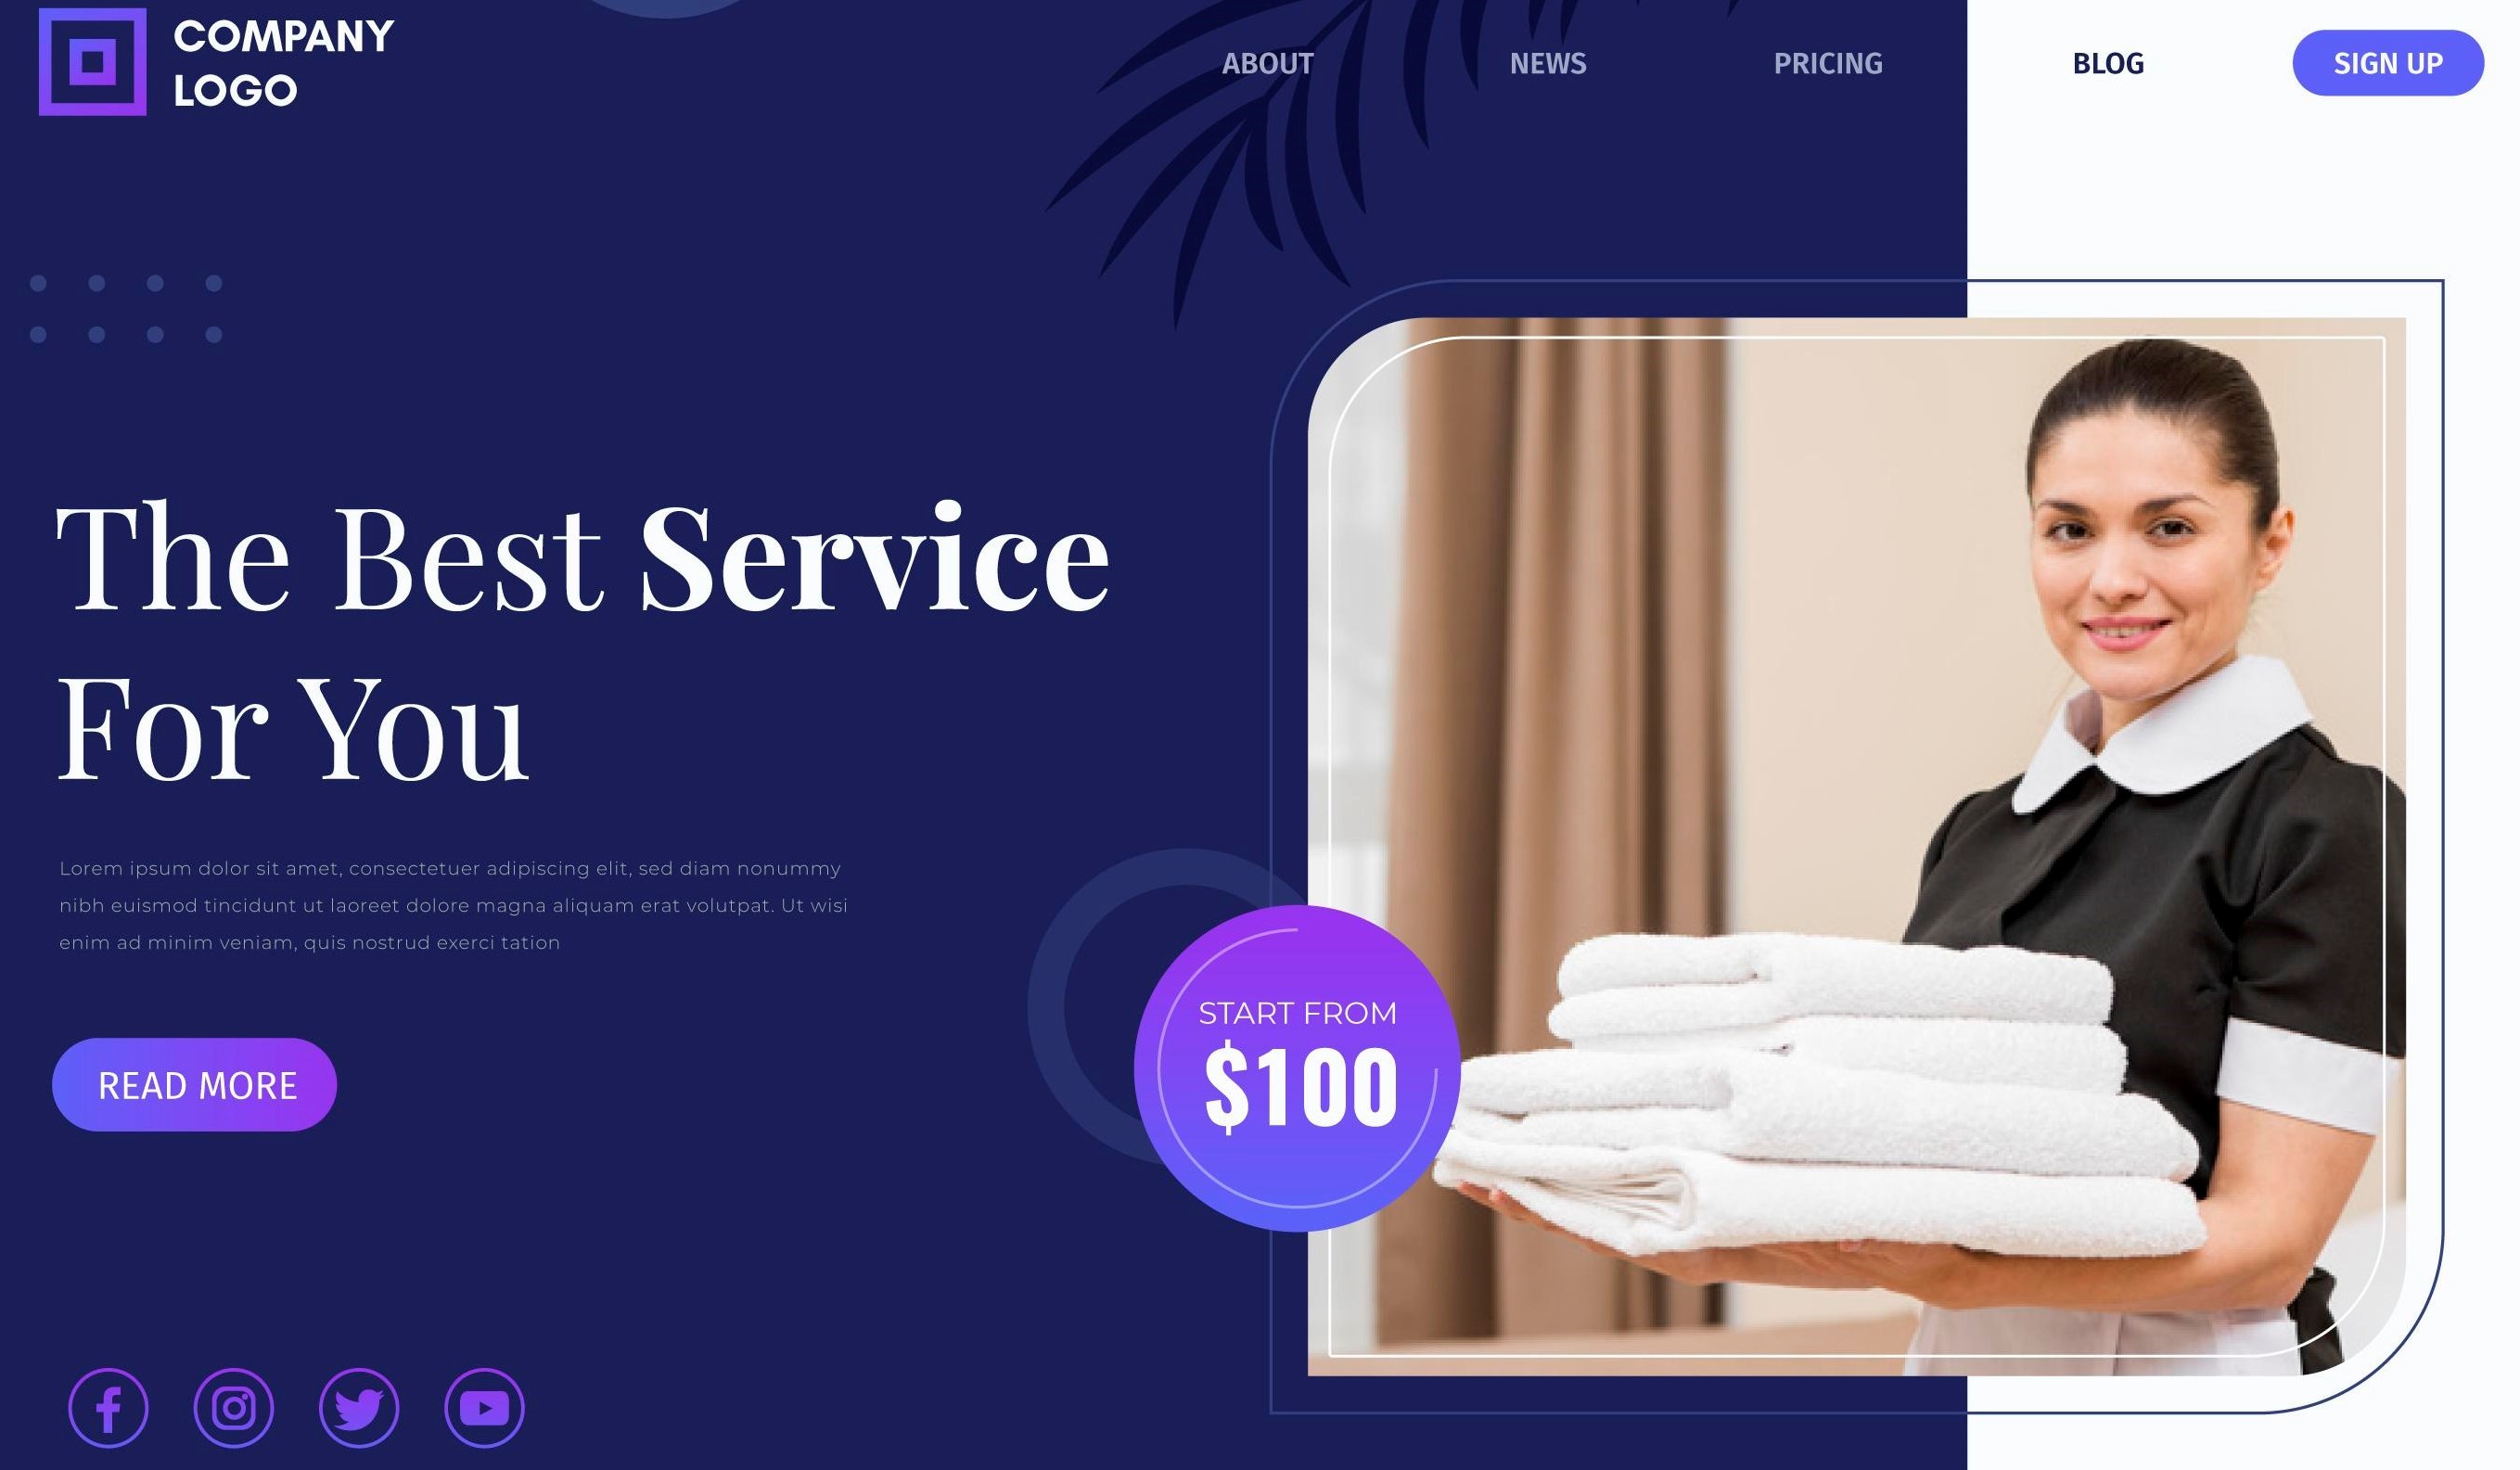 COMPANY
LOGO
ABOUT NEWS PRICING BLOG SIGN UP
The Best Service
For You
Lorem ipsum dolor sit amet, consectetuer adipiscing elit, sed diam nonummy
nibh euismod tincidunt ut laoreet dolore magna aliquam erat volutpat. Ut wisi
enim ad minim veniam, quis nostrud exerci tation
READ MORE
START FROM
$100